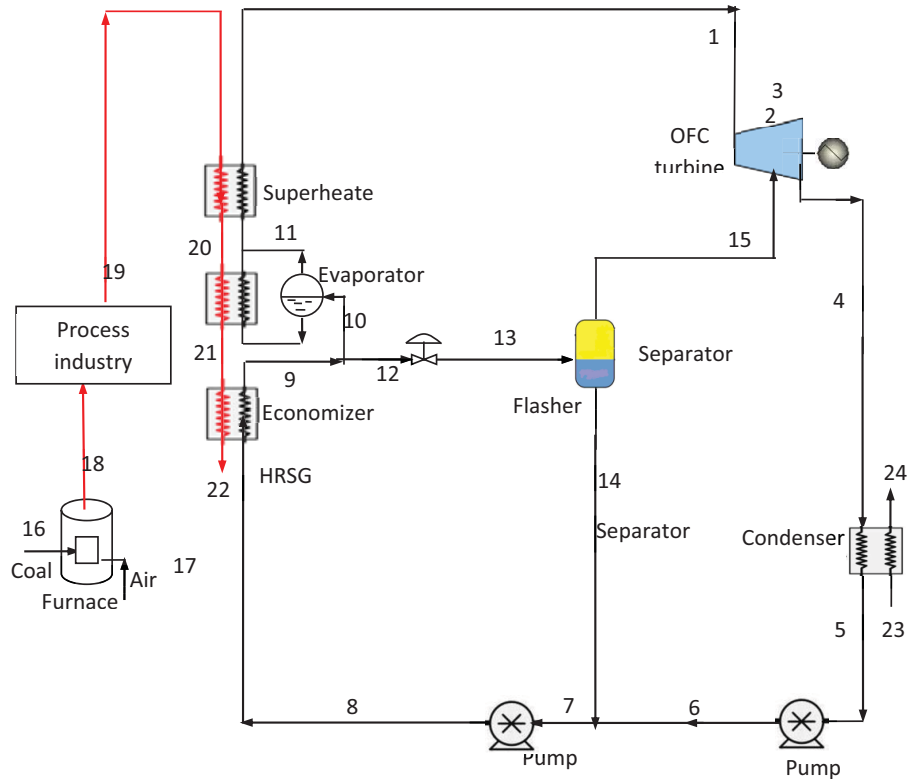 1
3
2
OFC
turbine
Superheate
11
15
20
Evaporator
19
4
10
Process
industry
13
21
Separator
9
12
Flasher
Economizer
18
HRSG
24
22
14
16
Separator
Condenser
17
Coal
Air
Furnace
5
23
8
7
6
Pump
Pump